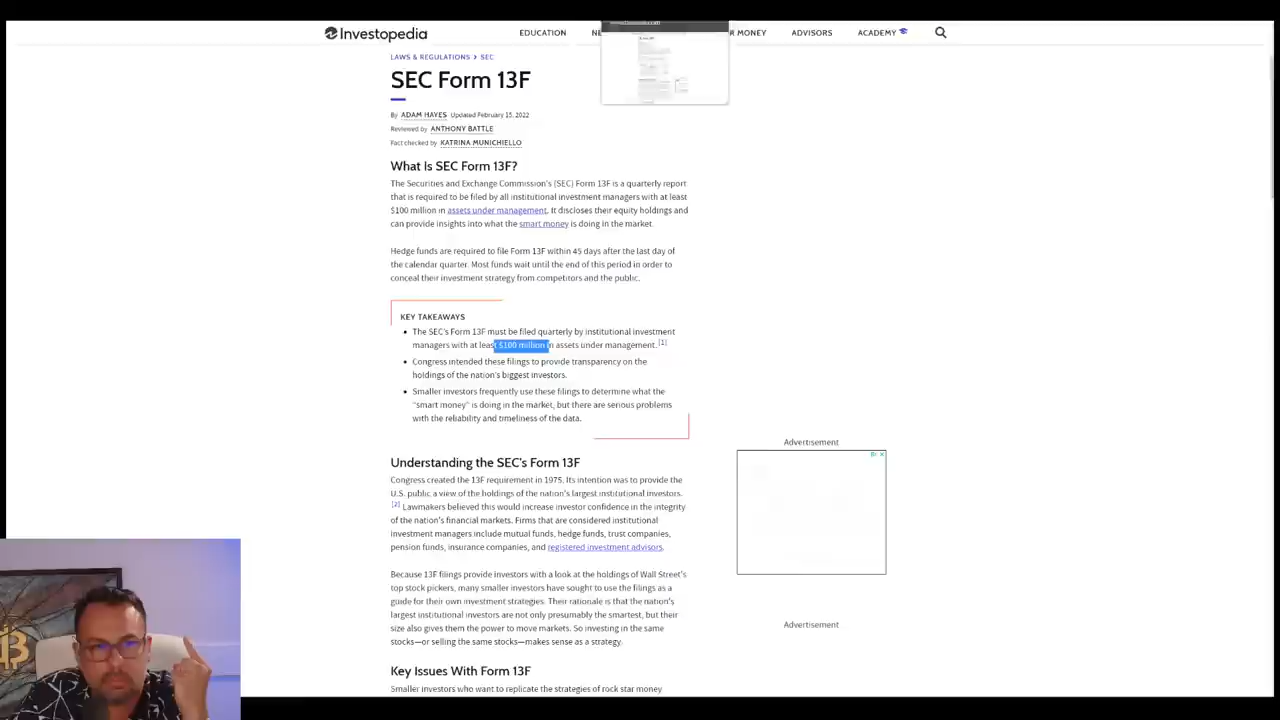 Investopedia
EDUCATION
R MONEY
ADVISORS
ACADEMY
LAWS & REGULATIONS > SEC
SEC Form 13F
By ADAM HAYES Updated February 15, 2022
Reviewed by ANTHONY BATTLE
Fact checked by KATRINA MUNICHIELLO
What Is SEC Form 13F?
The Securities and Exchange Commission's (SEC) Form 13F is a quarterly report
that is required to be filed by all institutional investment managers with at least
$100 million in assets under management. It discloses their equity holdings and
can provide insights into what the smart money is doing in the market.
Hedge funds are required to file Form 13F within 45 days after the last day of
the calendar quarter. Most funds wait until the end of this period in order to
conceal their investment strategy from competitors and the public.
KEY TAKEAWAYS
The SEC's Form 13F must be filed quarterly by institutional investment
managers with at least $100 million in assets under management. [1]
Congress intended these filings to provide transparency on the
holdings of the nation's biggest investors.
Smaller investors frequently use these filings to determine what the
"smart money" is doing in the market, but there are serious problems
with the reliability and timeliness of the data.
Advertisement
Understanding the SEC's Form 13F
Congress created the 13F requirement in 1975. Its intention was to provide the
U.S. public a view of the holdings of the nation's largest institutional investors.
[2] Lawmakers believed this would increase investor confidence in the integrity
of the nation's financial markets. Firms that are considered institutional
investment managers include mutual funds, hedge funds, trust companies,
pension funds, insurance companies, and registered investment advisors.
Because 13F filings provide investors with a look at the holdings of Wall Street's
top stock pickers, many smaller investors have sought to use the filings as a
guide for their own investment strategies. Their rationale is that the nation's
largest institutional investors are not only presumably the smartest, but their
size also gives them the power to move markets. So investing in the same
stocks—or selling the same stocks—makes sense as a strategy.
Advertisement
Key Issues With Form 13F
Smaller investors who want to replicate the strategies of rock star money